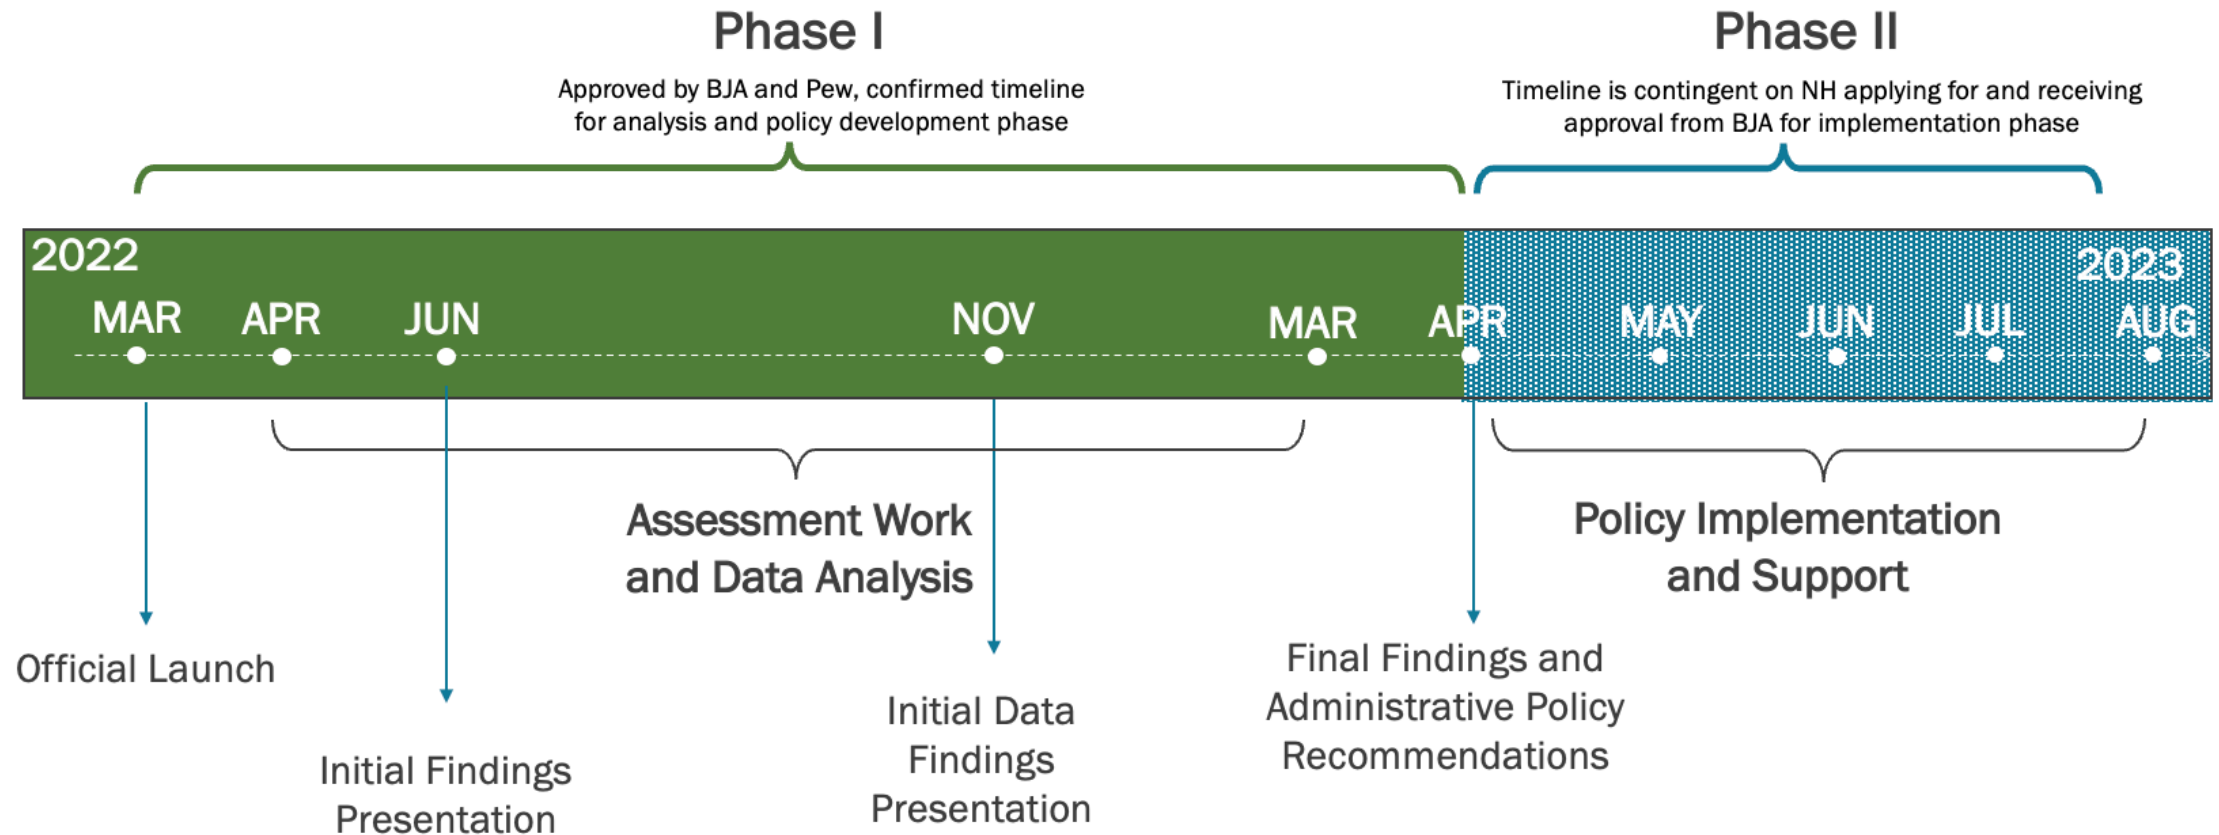 Phase I
Approved by BJA and Pew, confirmed timeline
for analysis and policy development phase
Phase II
Timeline is contingent on NH applying for and receiving
approval from BJA for implementation phase
2022
2023
MAR
APR
JUN
NOV
MAR
APR
MAY
JUN
JUL
AUG
Assessment Work
and Data Analysis
Policy Implementation
and Support
Official Launch
Initial Findings
Presentation
Initial Data
Findings
Presentation
Final Findings and
Administrative Policy
Recommendations